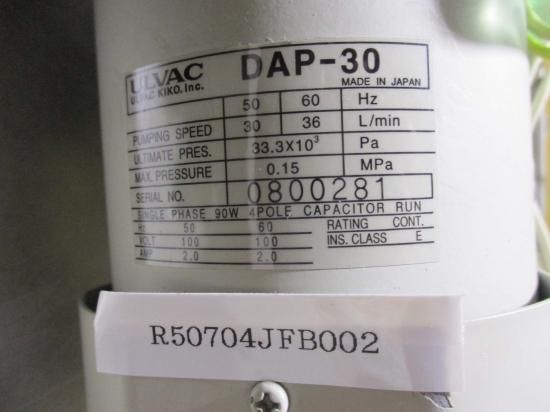 ULVAC DAP-30
ULVAC KIKO. Inc. MADE IN JAPAN
50 60 Hz
PUMPING SPEED 30 36 L/min
ULTIMATE PRES. 33.3X10³ Pa
MAX. PRESSURE 0.15 MPa
SERIAL NO. 0800281
SINGLE PHASE 90W 4POLE CAPACITOR RUN
Hz 50 60 RATING CONT.
VOLT 100 100 INS. CLASS E
AMP 2.0 2.0
R50704JFB002